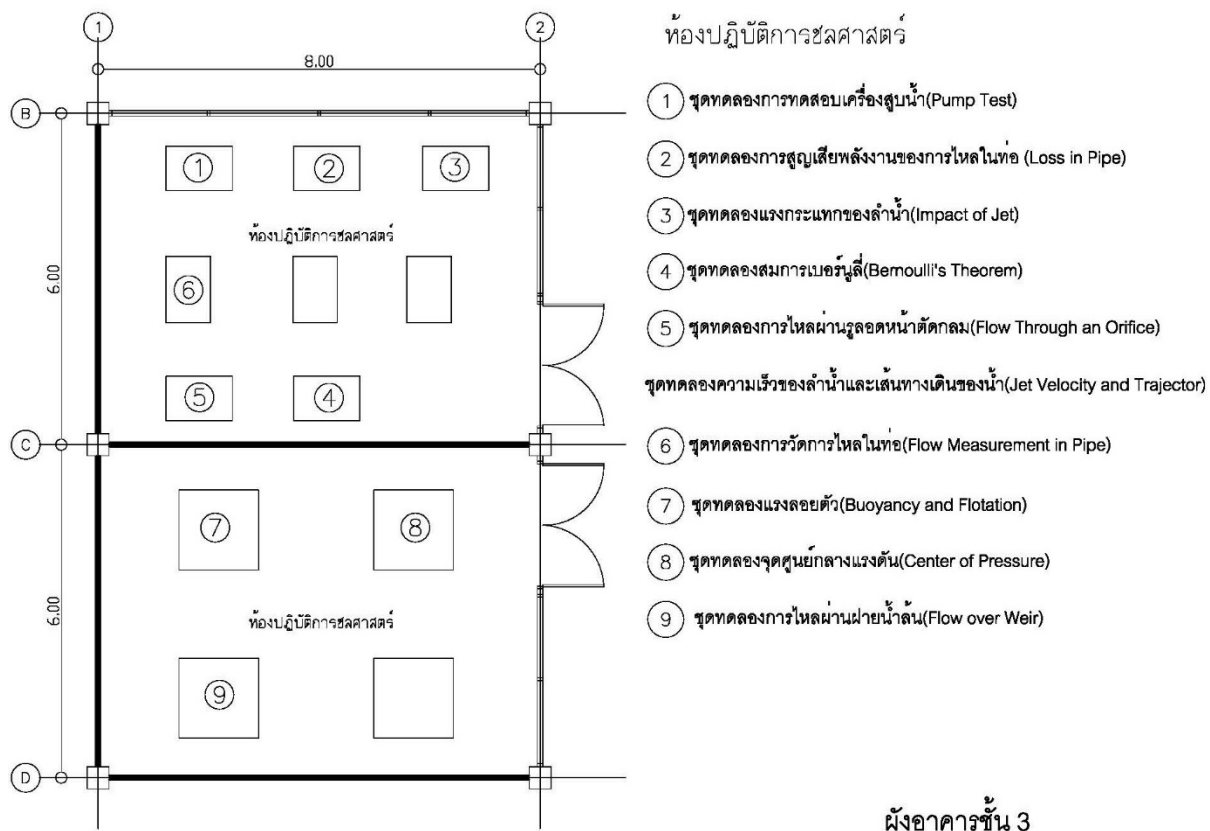 1
2
8.00
B
6.00
C
6.00
D
1
2
3
ห้องปฏิบัติการชลศาสตร์
6
5
4
7
8
ห้องปฏิบัติการชลศาสตร์
9
ห้องปฏิบัติการชลศาสตร์
1 ชุดทดลองการทดสอบเครื่องสูบน้ำ(Pump Test)
2 ชุดทดลองการสูญเสียพลังงานของการไหลในท่อ (Loss in Pipe)
3 ชุดทดลองแรงกระแทกของลำน้ำ(Impact of Jet)
4 ชุดทดลองสมการเบอร์นูลี่(Bernoulli's Theorem)
5 ชุดทดลองการไหลผ่านรูลอดหน้าตัดกลม(Flow Through an Orifice)
ชุดทดลองความเร็วของลำน้ำและเส้นทางเดินของน้ำ(Jet Velocity and Trajector)
6 ชุดทดลองการวัดการไหลในท่อ(Flow Measurement in Pipe)
7 ชุดทดลองแรงลอยตัว(Buoyancy and Flotation)
8 ชุดทดลองจุดศูนย์กลางแรงดัน(Center of Pressure)
9 ชุดทดลองการไหลผ่านฝายน้ำล้น(Flow over Weir)
ผังอาคารชั้น 3